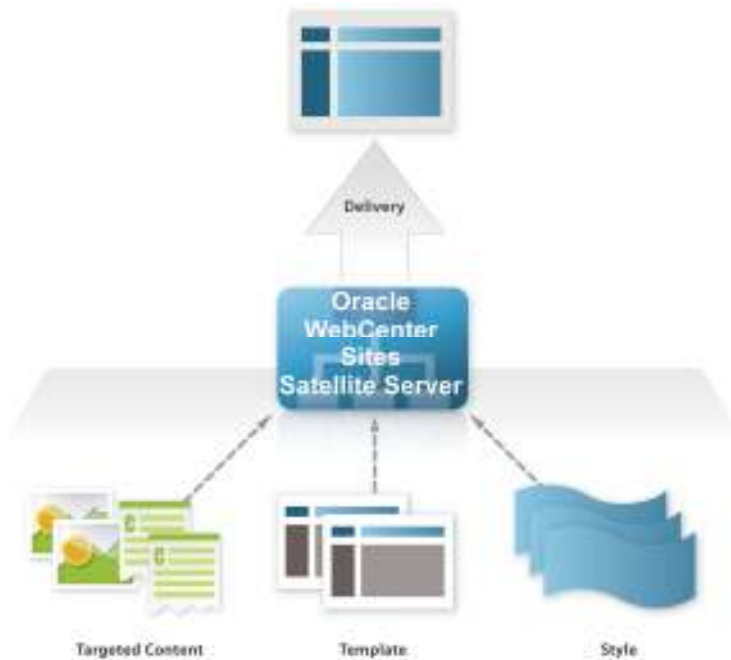 Delivery
Oracle
WebCenter
Sites
Satellite Server
Targeted Content
Template
Style